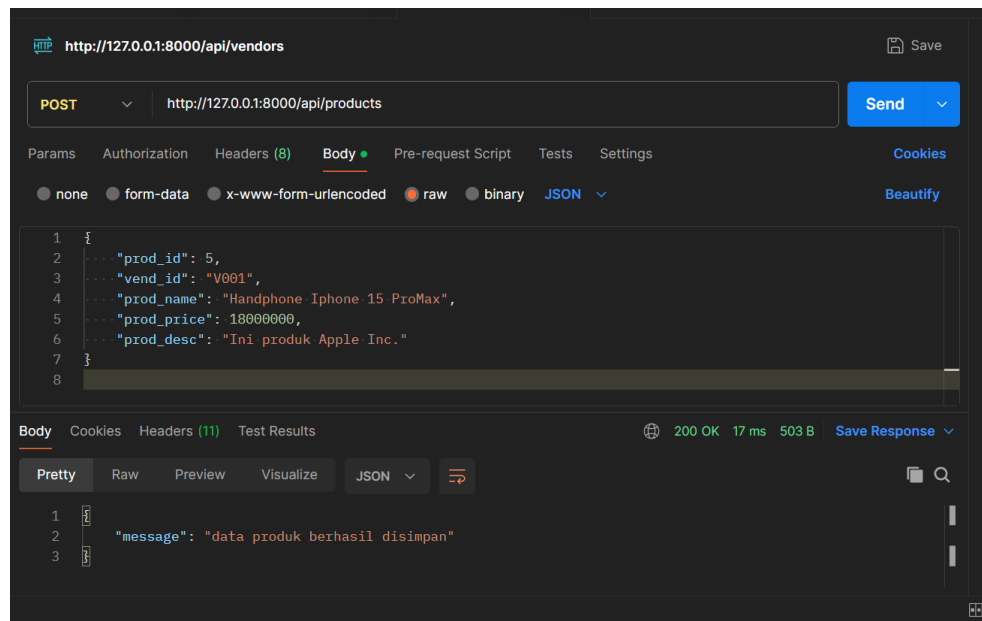 HTTP http://127.0.0.1:8000/api/vendors Save
POST http://127.0.0.1:8000/api/products Send
Params Authorization Headers (8) Body Pre-request Script Tests Settings Cookies
none form-data x-www-form-urlencoded raw binary JSON Beautify
1 {
2 "prod_id": 5,
3 "vend_id": "V001",
4 "prod_name": "Handphone Iphone 15 ProMax",
5 "prod_price": 18000000,
6 "prod_desc": "Ini produk Apple Inc."
7 }
8
Body Cookies Headers (11) Test Results 200 OK 17 ms 503 B Save Response
Pretty Raw Preview Visualize JSON
1 {
2 "message": "data produk berhasil disimpan"
3 }